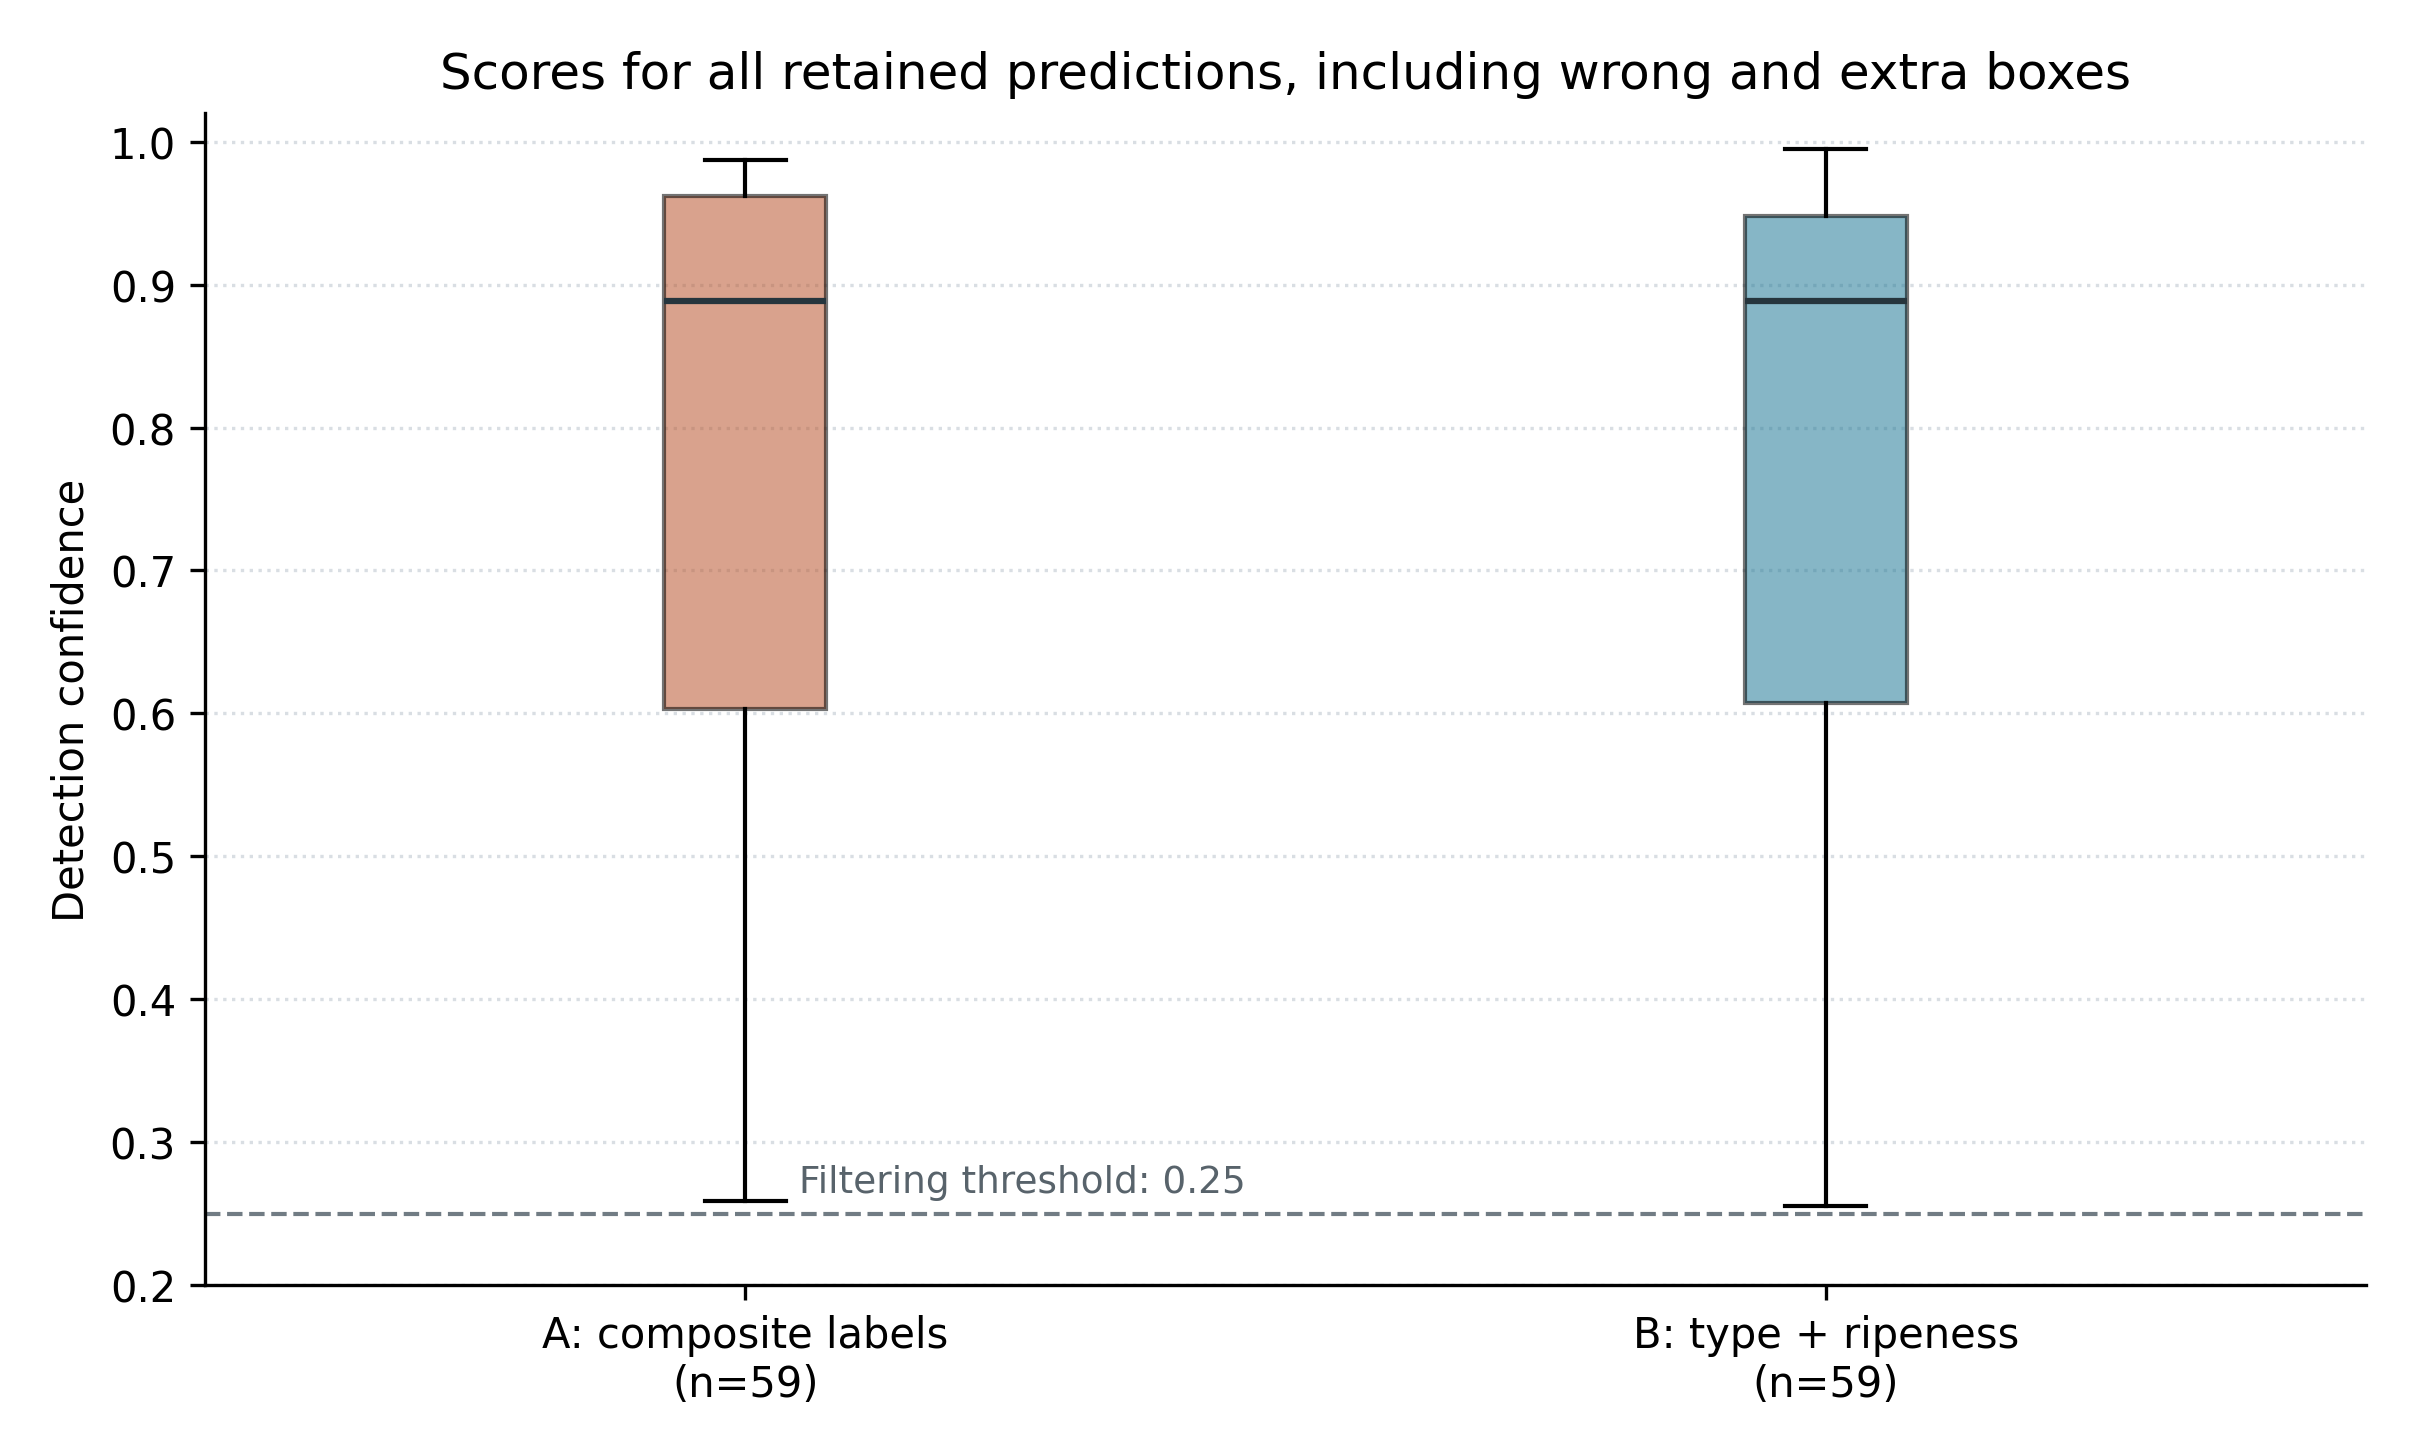 Scores for all retained predictions, including wrong and extra boxes
Detection confidence
1.0
0.9
0.8
0.7
0.6
0.5
0.4
0.3
0.2
Filtering threshold: 0.25
A: composite labels
(n=59)
B: type + ripeness
(n=59)